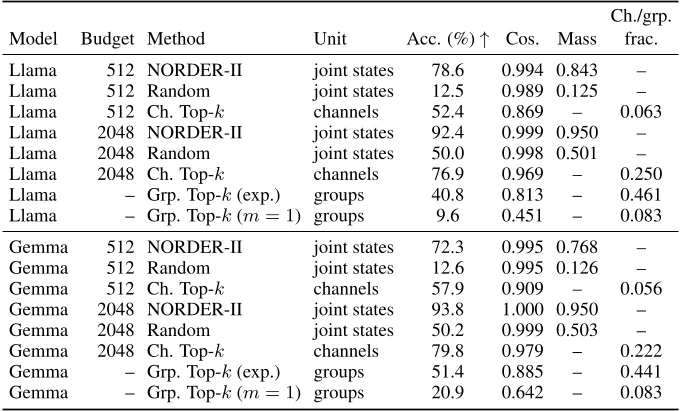 Ch./grp.
Model Budget Method Unit Acc. (%) ↑ Cos. Mass frac.
Llama 512 NORDER-II joint states 78.6 0.994 0.843 –
Llama 512 Random joint states 12.5 0.989 0.125 –
Llama 512 Ch. Top-k channels 52.4 0.869 – 0.063
Llama 2048 NORDER-II joint states 92.4 0.999 0.950 –
Llama 2048 Random joint states 50.0 0.998 0.501 –
Llama 2048 Ch. Top-k channels 76.9 0.969 – 0.250
Llama – Grp. Top-k (exp.) groups 40.8 0.813 – 0.461
Llama – Grp. Top-k (m = 1) groups 9.6 0.451 – 0.083
Gemma 512 NORDER-II joint states 72.3 0.995 0.768 –
Gemma 512 Random joint states 12.6 0.995 0.126 –
Gemma 512 Ch. Top-k channels 57.9 0.909 – 0.056
Gemma 2048 NORDER-II joint states 93.8 1.000 0.950 –
Gemma 2048 Random joint states 50.2 0.999 0.503 –
Gemma 2048 Ch. Top-k channels 79.8 0.979 – 0.222
Gemma – Grp. Top-k (exp.) groups 51.4 0.885 – 0.441
Gemma – Grp. Top-k (m = 1) groups 20.9 0.642 – 0.083